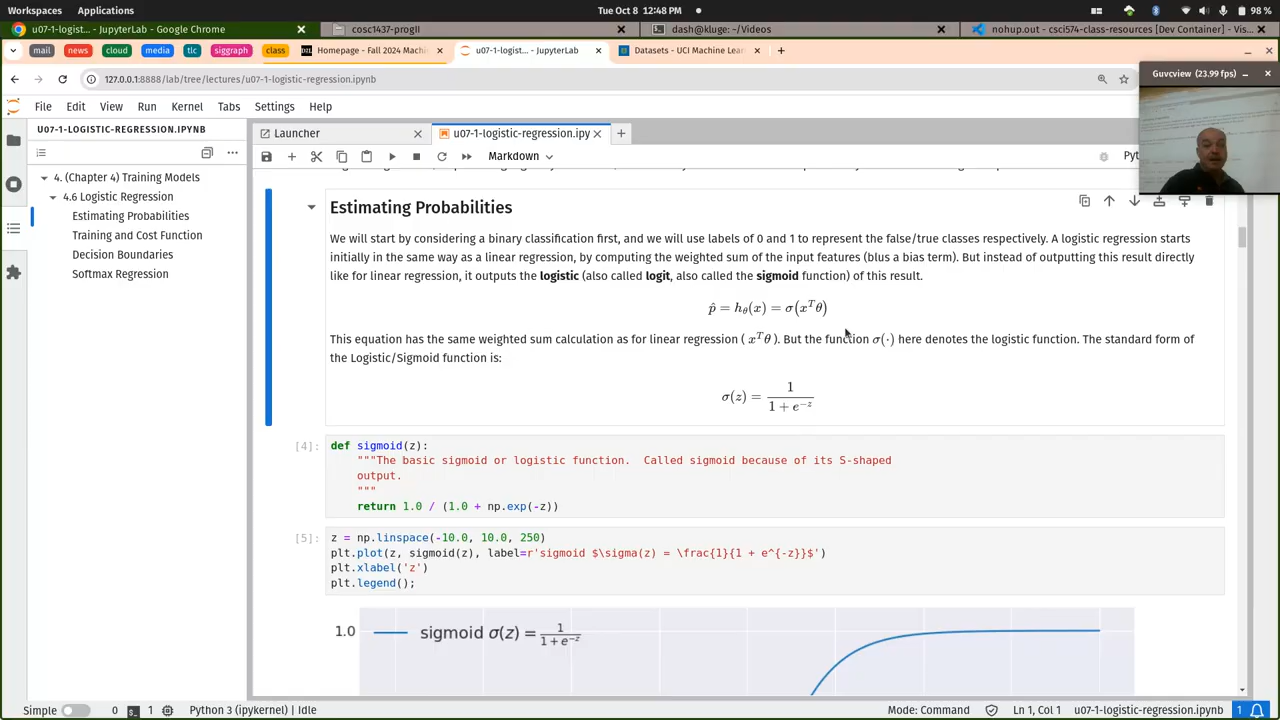 Workspaces Applications Tue Oct 8 12:48 PM 98 %
u07-1-logist... - JupyterLab - Google Chrome cosc1437-progII dash@kluge: ~/Videos nohup.out - csci574-class-resources [Dev Container] - Vis...
mail news cloud media tlc siggraph class Homepage - Fall 2024 Mach u07-1-logist... - JupyterLab Datasets - UCI Machine Lear
127.0.0.1:8888/lab/tree/lectures/u07-1-logistic-regression.ipynb
Guvcview (23.99 fps)
File Edit View Run Kernel Tabs Settings Help
U07-1-LOGISTIC-REGRESSION.IPYNB
4. (Chapter 4) Training Models
4.6 Logistic Regression
Estimating Probabilities
Training and Cost Function
Decision Boundaries
Softmax Regression
Launcher u07-1-logistic-regression.ipy
Markdown
Estimating Probabilities
We will start by considering a binary classification first, and we will use labels of 0 and 1 to represent the false/true classes respectively. A logistic regression starts
initially in the same way as a linear regression, by computing the weighted sum of the input features (blus a bias term). But instead of outputting this result directly
like for linear regression, it outputs the logistic (also called logit, also called the sigmoid function) of this result.
p̂ = hθ(x) = σ(xᵀθ)
This equation has the same weighted sum calculation as for linear regression ( xᵀθ ). But the function σ(·) here denotes the logistic function. The standard form of
the Logistic/Sigmoid function is:
σ(z) = 1 / (1 + e⁻ᶻ)
[4]: def sigmoid(z):
"""The basic sigmoid or logistic function. Called sigmoid because of its S-shaped
output.
"""
return 1.0 / (1.0 + np.exp(-z))
[5]: z = np.linspace(-10.0, 10.0, 250)
plt.plot(z, sigmoid(z), label=r'sigmoid $\sigma(z) = \frac{1}{1 + e^{-z}}$')
plt.xlabel('z')
plt.legend();
1.0 sigmoid σ(z) = 1 / (1 + e⁻ᶻ)
Simple 0 1 Python 3 (ipykernel) | Idle Mode: Command Ln 1, Col 1 u07-1-logistic-regression.ipynb 1